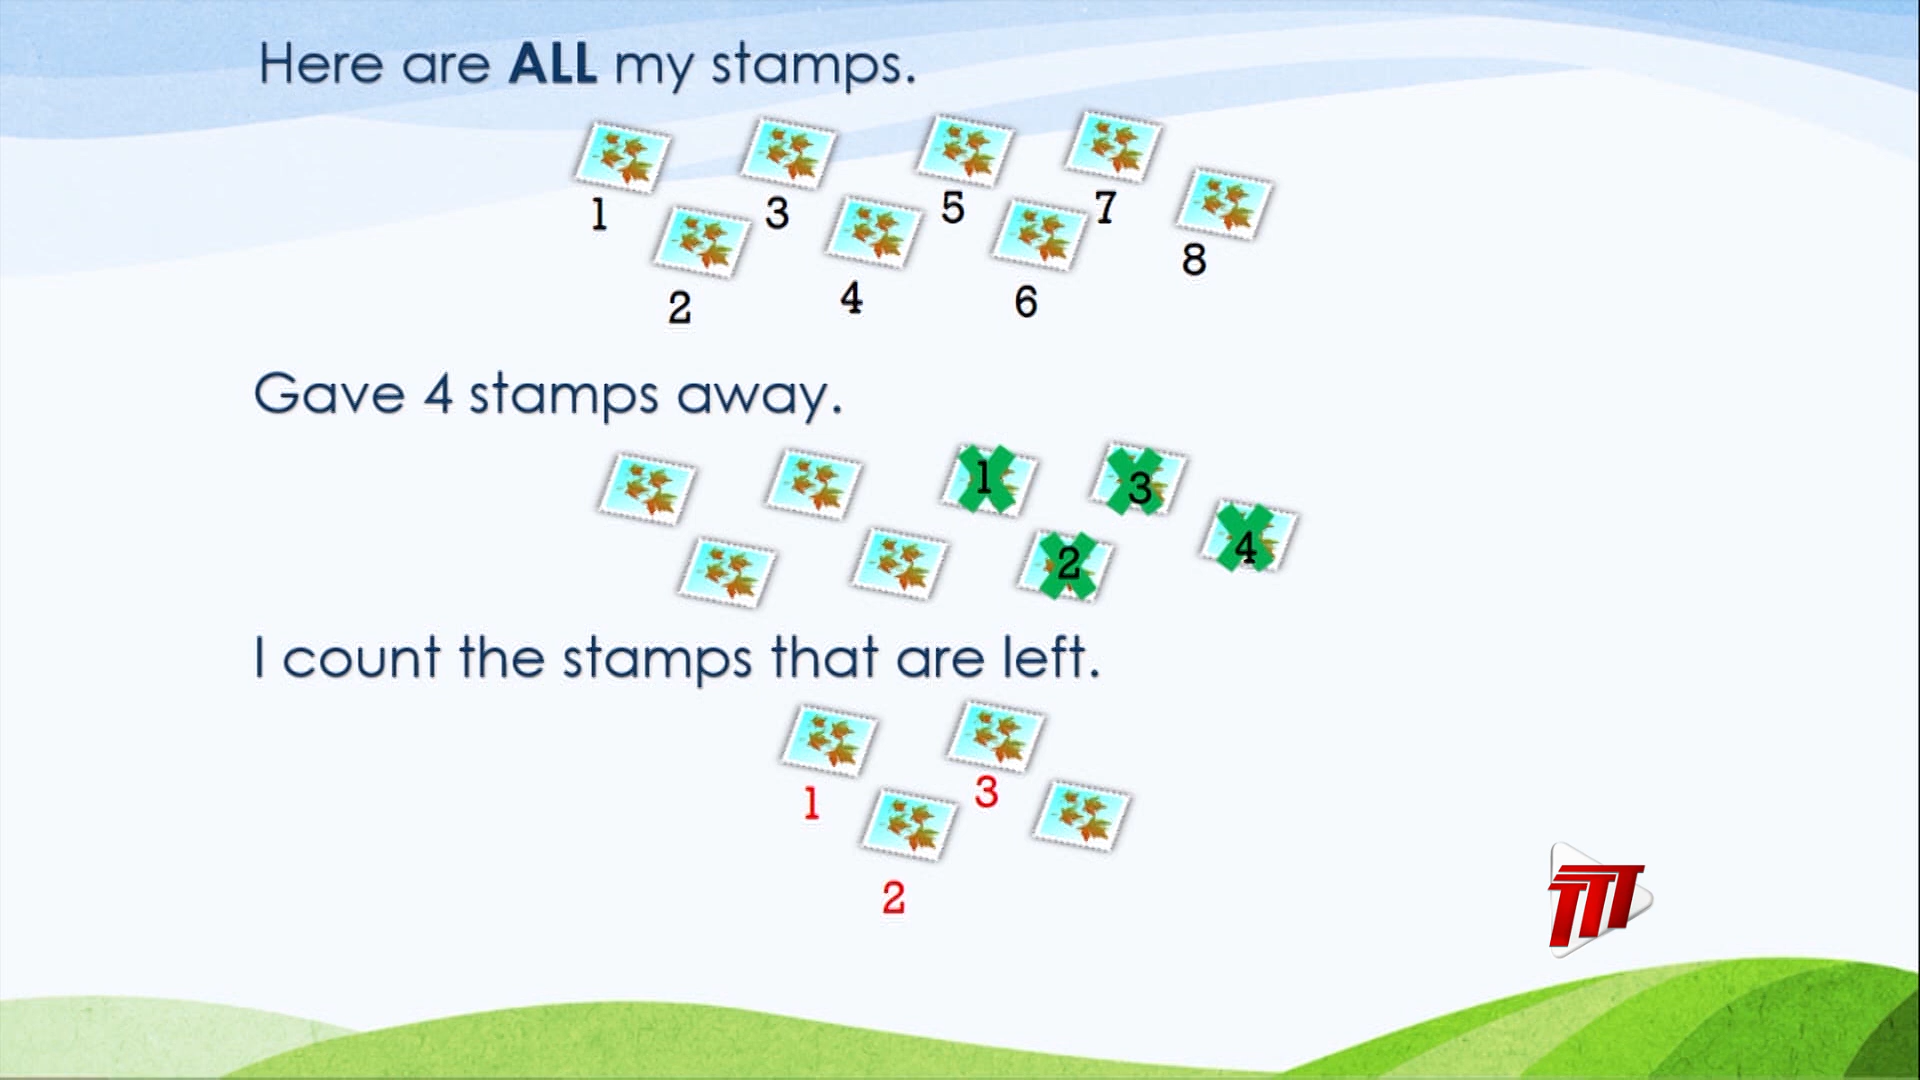 Here are ALL my stamps.
1 3 5 7
8
2 4 6
Gave 4 stamps away.
1 3
2 4
I count the stamps that are left.
1 3
2
TTT